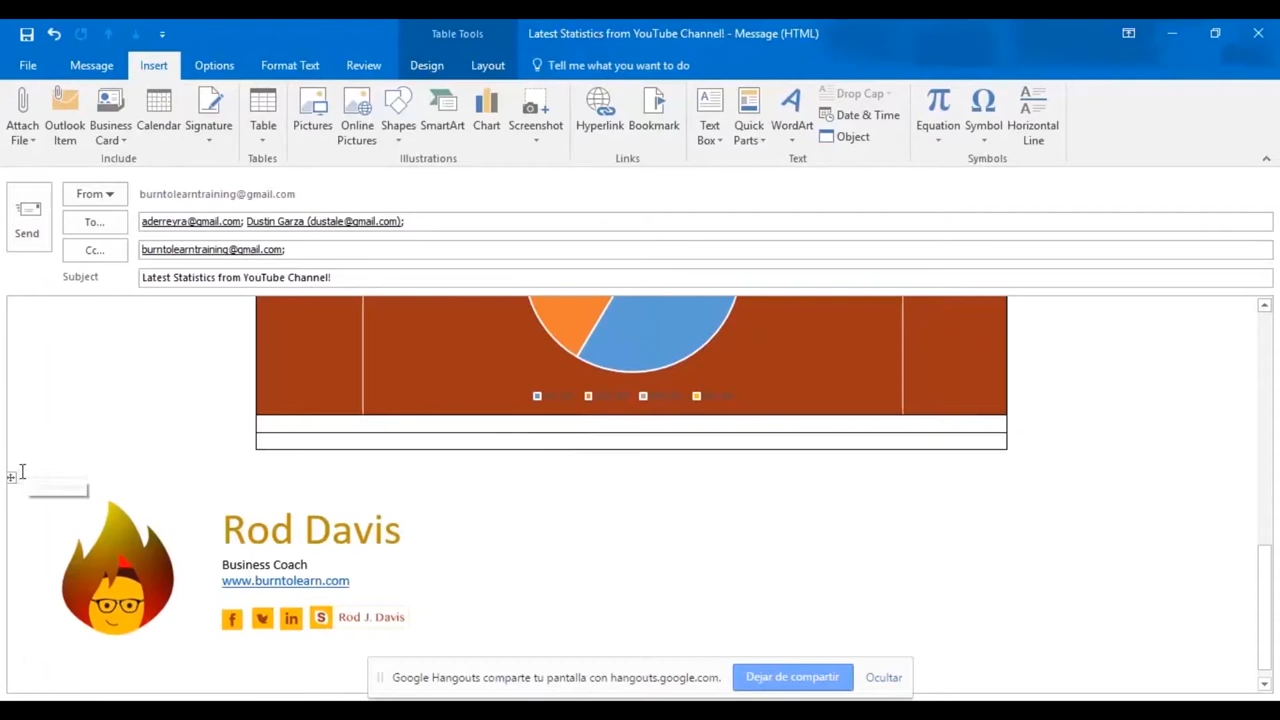 Table Tools
Latest Statistics from YouTube Channel! - Message (HTML)
File
Message
Insert
Options
Format Text
Review
Design
Layout
Tell me what you want to do
Attach File
Outlook Item
Business Card
Calendar
Signature
Include
Table
Tables
Pictures
Online Pictures
Shapes
SmartArt
Chart
Screenshot
Illustrations
Hyperlink
Bookmark
Links
Text Box
Quick Parts
WordArt
Drop Cap
Date & Time
Object
Text
Equation
Symbol
Horizontal Line
Symbols
Send
From
burntolearntraining@gmail.com
To...
aderreyra@gmail.com; Dustin Garza (dustale@gmail.com);
Cc...
burntolearntraining@gmail.com;
Subject
Latest Statistics from YouTube Channel!
Rod Davis
Business Coach
www.burntolearn.com
f
in
S
Rod J. Davis
Google Hangouts comparte tu pantalla con hangouts.google.com.
Dejar de compartir
Ocultar